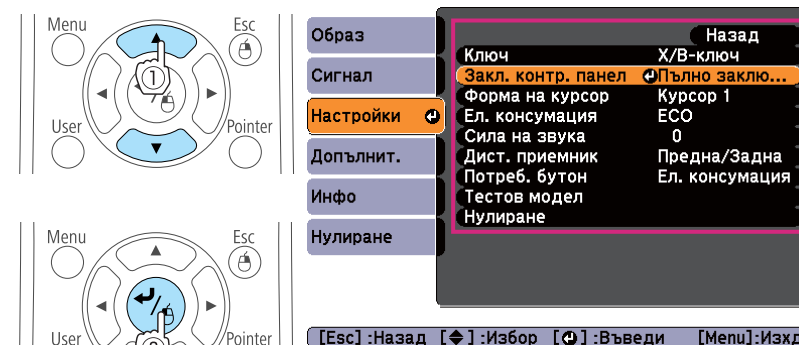 Menu
Esc
1
User
Pointer
Menu
Esc
User
Pointer
Образ
Сигнал
Настройки
Допълнит.
Инфо
Нулиране
Назад
Ключ Х/В-ключ
Закл. контр. панел Пълно заклю...
Форма на курсор Курсор 1
Ел. консумация ECO
Сила на звука 0
Дист. приемник Предна/Задна
Потреб. бутон Ел. консумация
Тестов модел
Нулиране
[Esc] :Назад [◆] :Избор [⏎] :Въведи [Menu]:Изхд